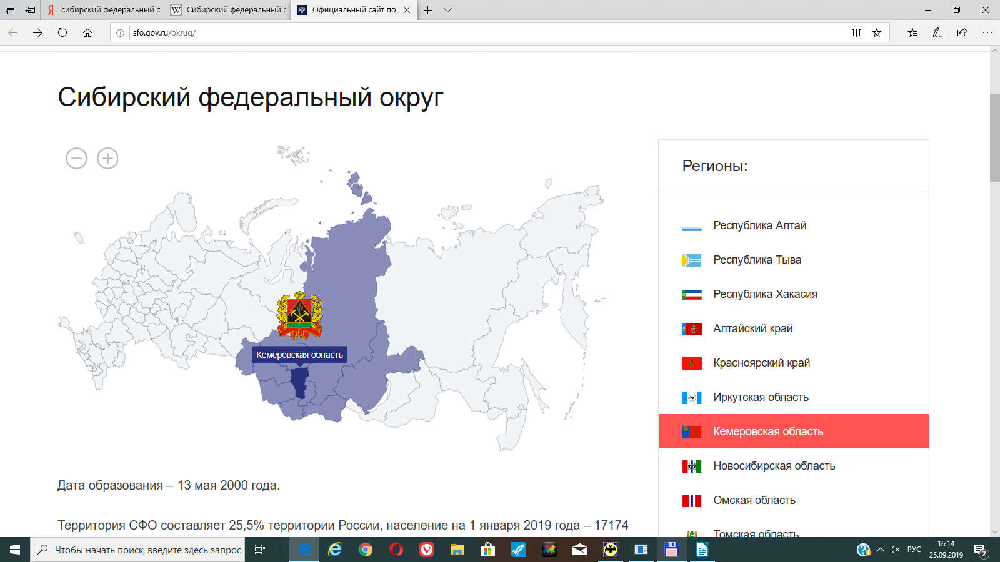 сибирский федеральный о
Сибирский федеральный о
Официальный сайт по
sfo.gov.ru/okrug/
Сибирский федеральный округ
Кемеровская область
Регионы:
Республика Алтай
Республика Тыва
Республика Хакасия
Алтайский край
Красноярский край
Иркутская область
Кемеровская область
Новосибирская область
Омская область
Томская область
Дата образования – 13 мая 2000 года.
Территория СФО составляет 25,5% территории России, население на 1 января 2019 года – 17174
Чтобы начать поиск, введите здесь запрос
РУС
16:14
25.09.2019
2